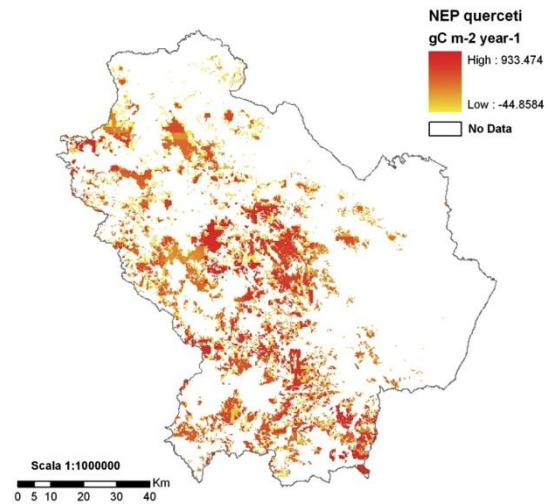 NEP querceti
gC m-2 year-1
High : 933.474
Low : -44.8584
No Data
Scala 1:1000000
0 5 10 20 30 40
Km